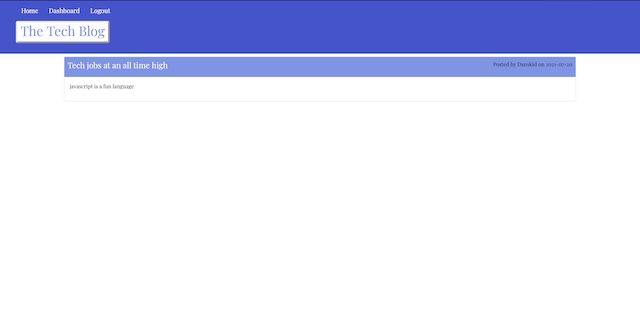 Home Dashboard Logout
The Tech Blog
Tech jobs at an all time high Posted by Dazskid on 2021-07-20
javascript is a fun language